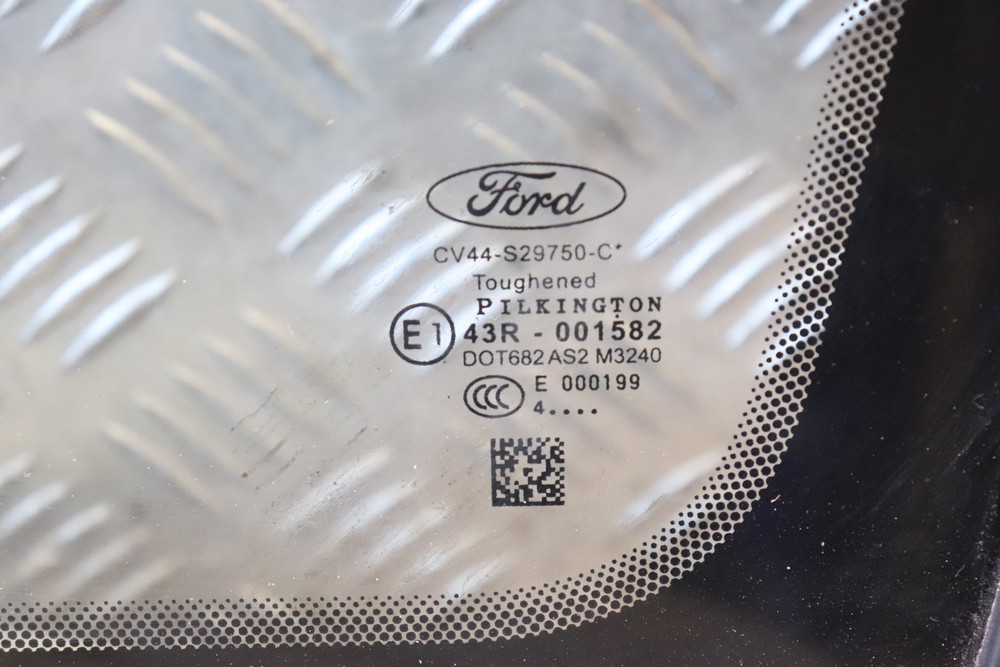 Ford
CV44-S29750-C*
Toughened
PILKINGTON
E1 43R - 001582
DOT682 AS2 M3240
CCC E 000199
4....